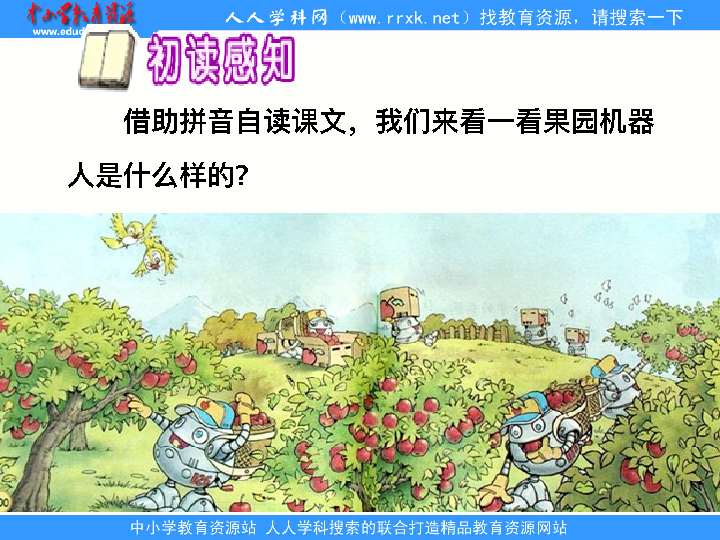 中小学教育资源
www.educ
人人学科网（www.rrxk.net）找教育资源，请搜索一下
初读感知
借助拼音自读课文，我们来看一看果园机器
人是什么样的?
中小学教育资源站 人人学科搜索的联合打造精品教育资源网站